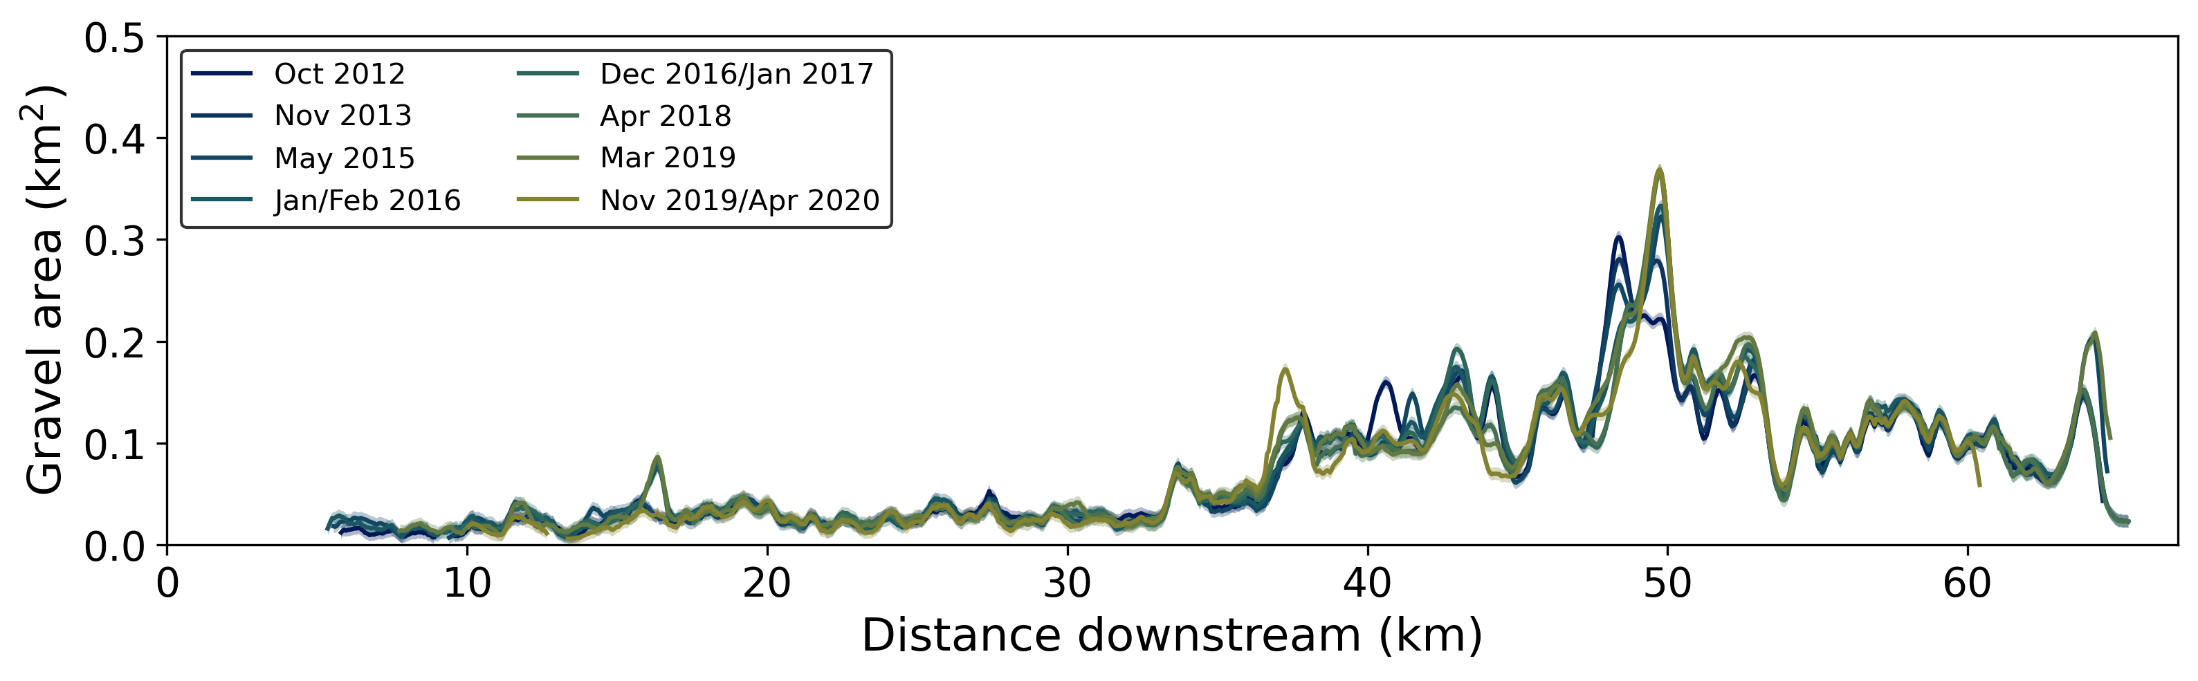 0.5
0.4
0.3
0.2
0.1
0.0
Gravel area (km²)
Oct 2012
Nov 2013
May 2015
Jan/Feb 2016
Dec 2016/Jan 2017
Apr 2018
Mar 2019
Nov 2019/Apr 2020
0 10 20 30 40 50 60
Distance downstream (km)